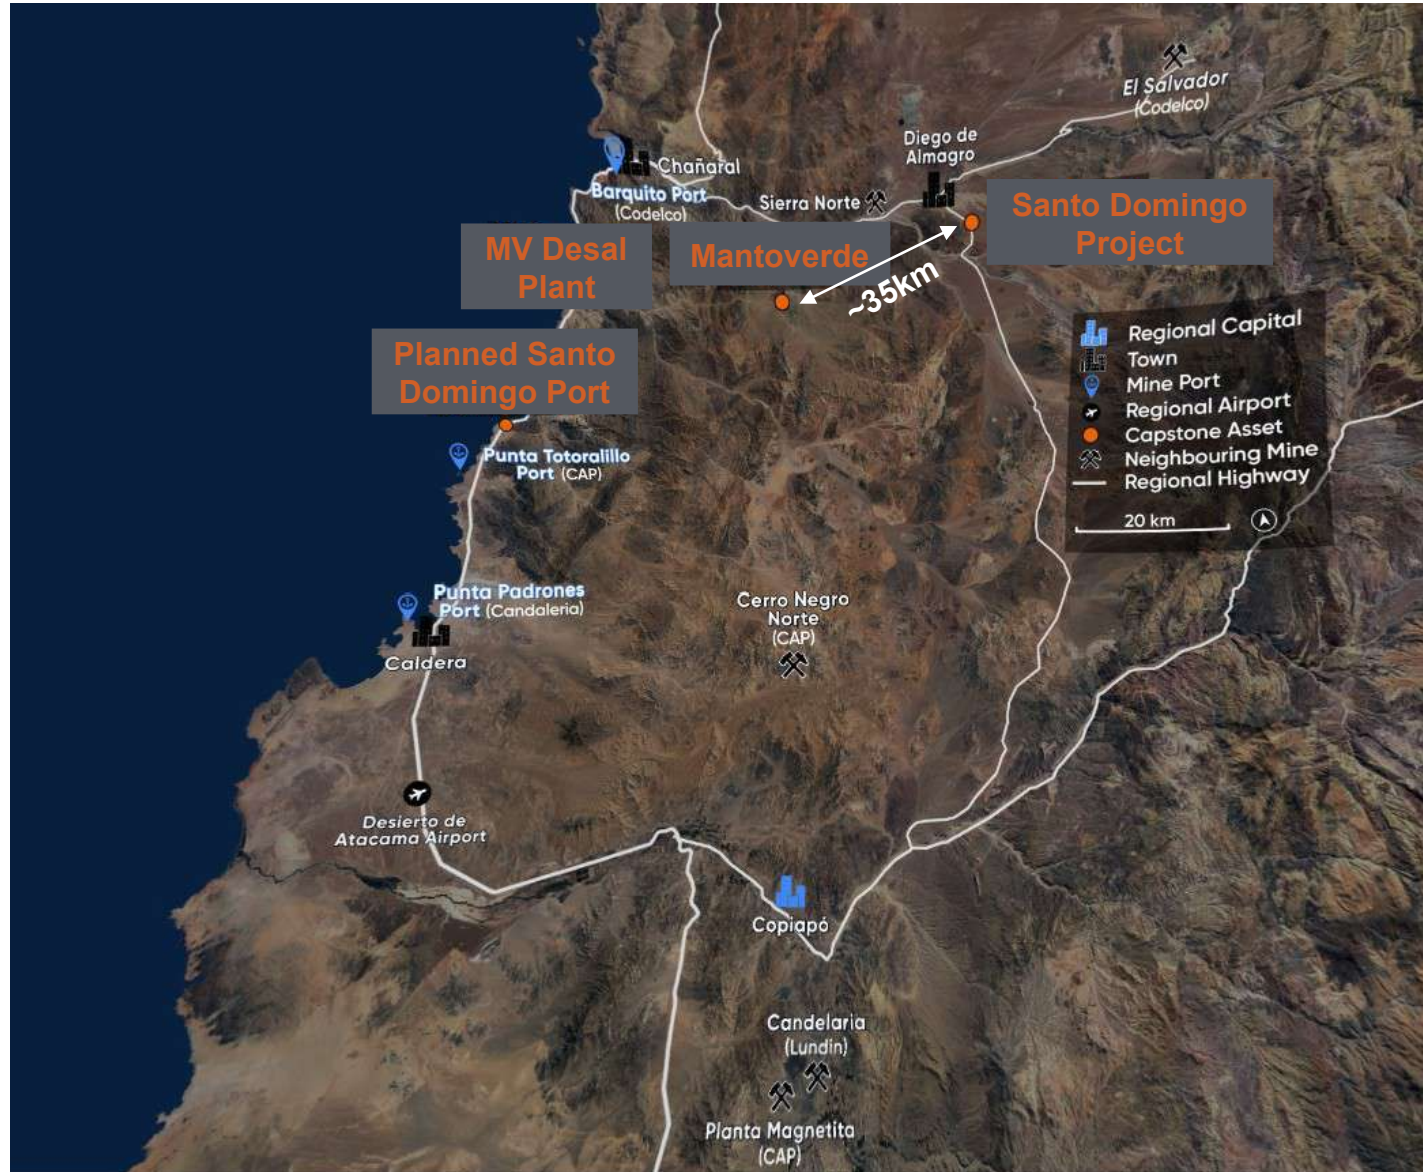 El Salvador
(Codelco)
Diego de
Almagro
Chañaral
Barquito Port
(Codelco)
Sierra Norte
Santo Domingo
Project
MV Desal
Plant
Mantoverde
~35km
Planned Santo
Domingo Port
Regional Capital
Town
Mine Port
Regional Airport
Capstone Asset
Neighbouring Mine
Regional Highway
20 km
Punta Totoralillo
Port (CAP)
Punta Padrones
Port (Candaleria)
Caldera
Cerro Negro
Norte
(CAP)
Desierto de
Atacama Airport
Copiapó
Candelaria
(Lundin)
Planta Magnetita
(CAP)